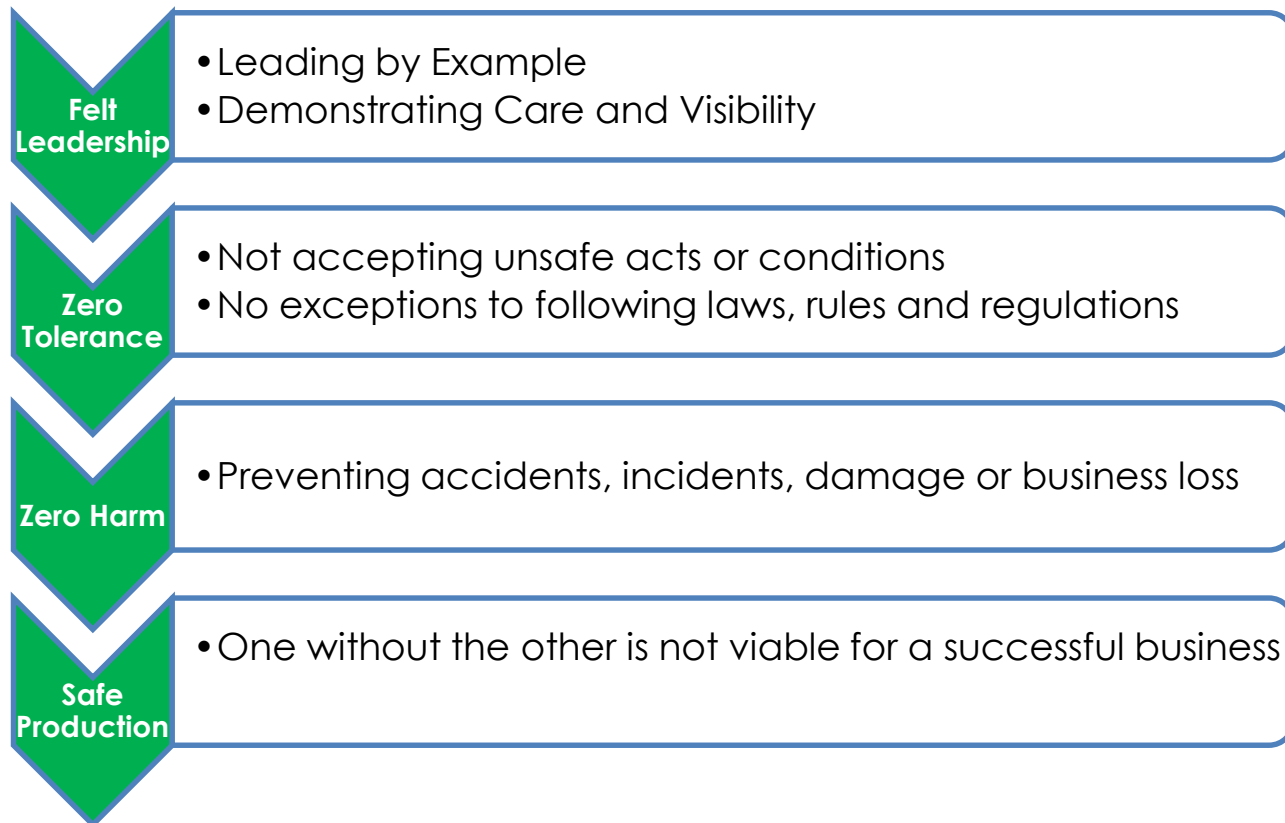 Felt
Leadership
•Leading by Example
•Demonstrating Care and Visibility
Zero
Tolerance
•Not accepting unsafe acts or conditions
•No exceptions to following laws, rules and regulations
Zero Harm
•Preventing accidents, incidents, damage or business loss
Safe
Production
•One without the other is not viable for a successful business